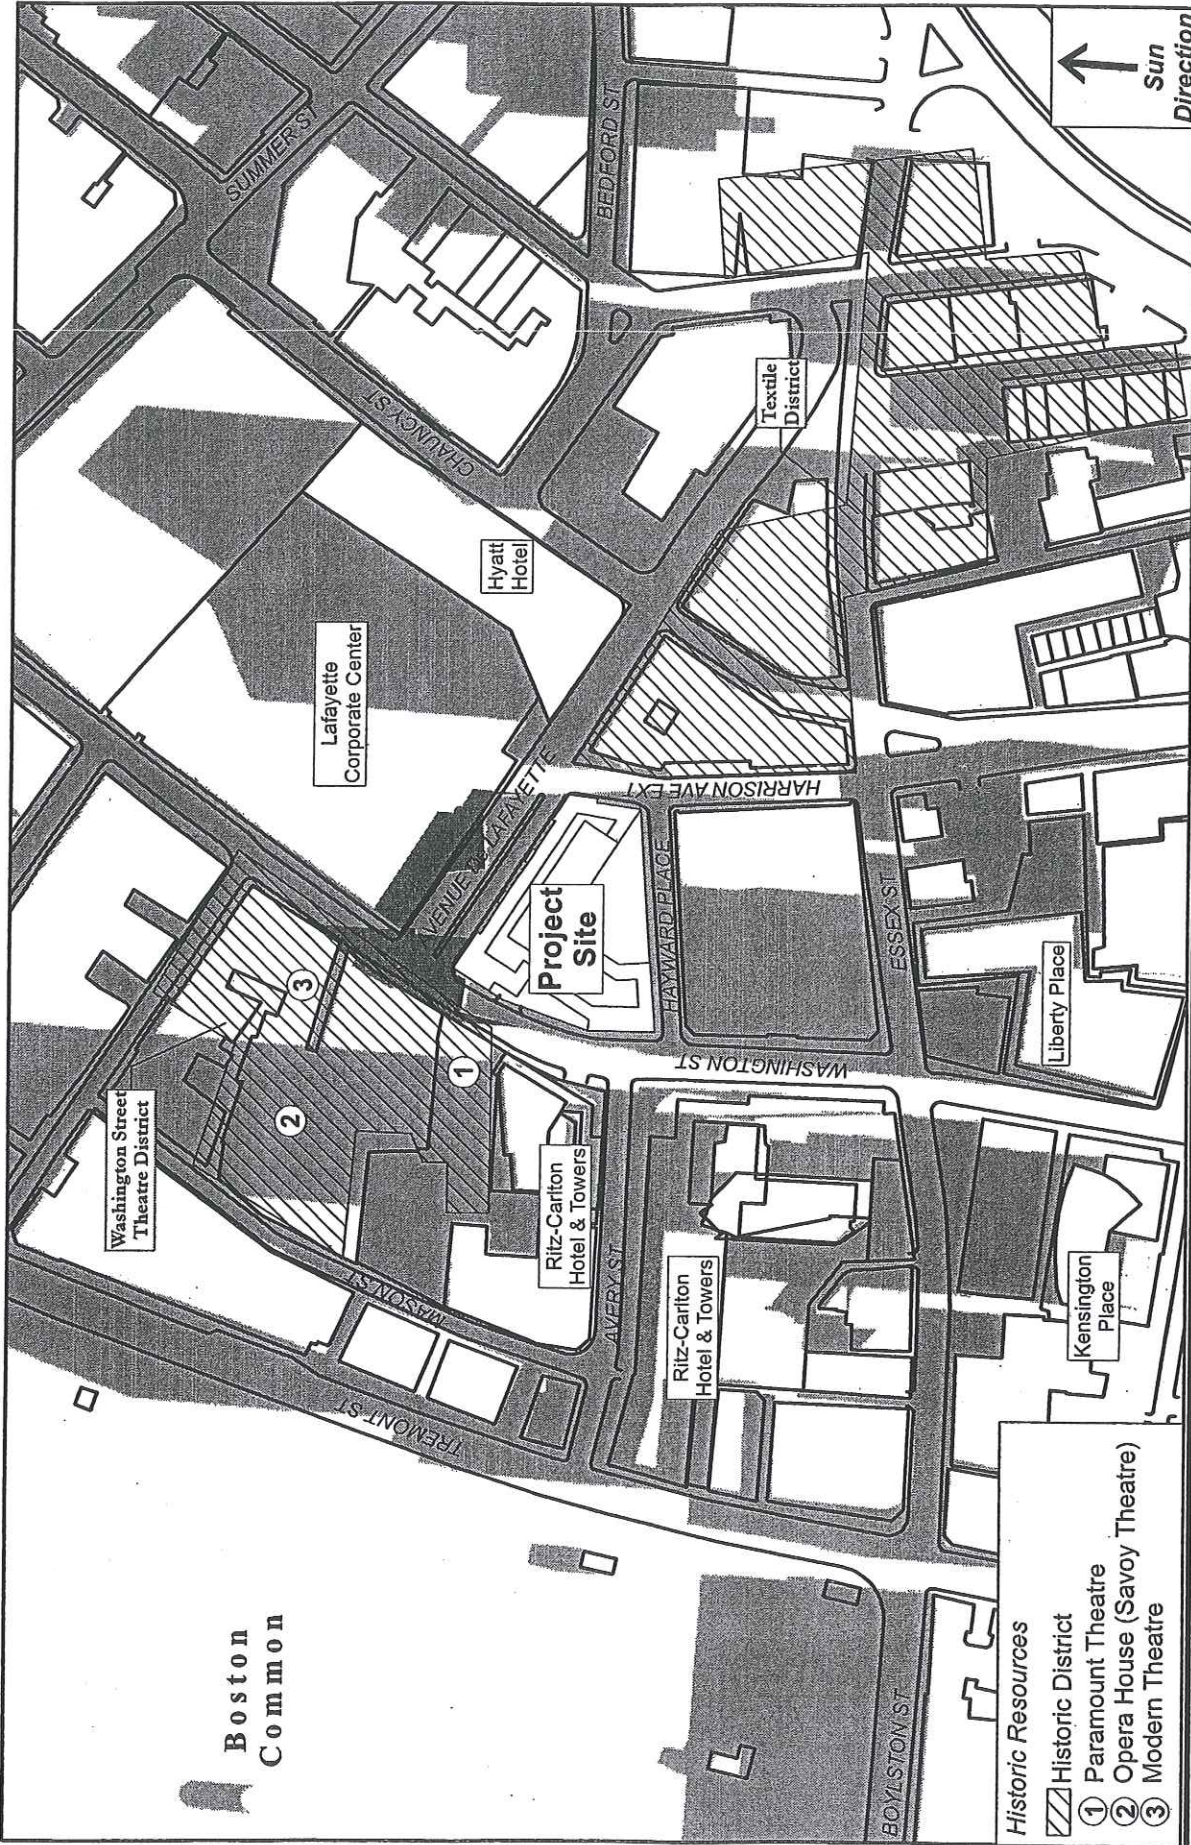 Boston
Common
SUMMER ST
BEDFORD ST
Sun
Direction
CHAUNCY ST
Textile
District
Hyatt
Hotel
Lafayette
Corporate Center
AVENUE de LAFAYETTE
HARRISON AVE EXT
HAYWARD PLACE
Project
Site
ESSEX ST
Liberty Place
WASHINGTON ST
Washington Street
Theatre District
3
1
2
Ritz-Carlton
Hotel & Towers
MASON ST
AVERY ST
Ritz-Carlton
Hotel & Towers
Kensington
Place
TREMONT ST
BOYLSTON ST
Historic Resources
Historic District
1 Paramount Theatre
2 Opera House (Savoy Theatre)
3 Modern Theatre